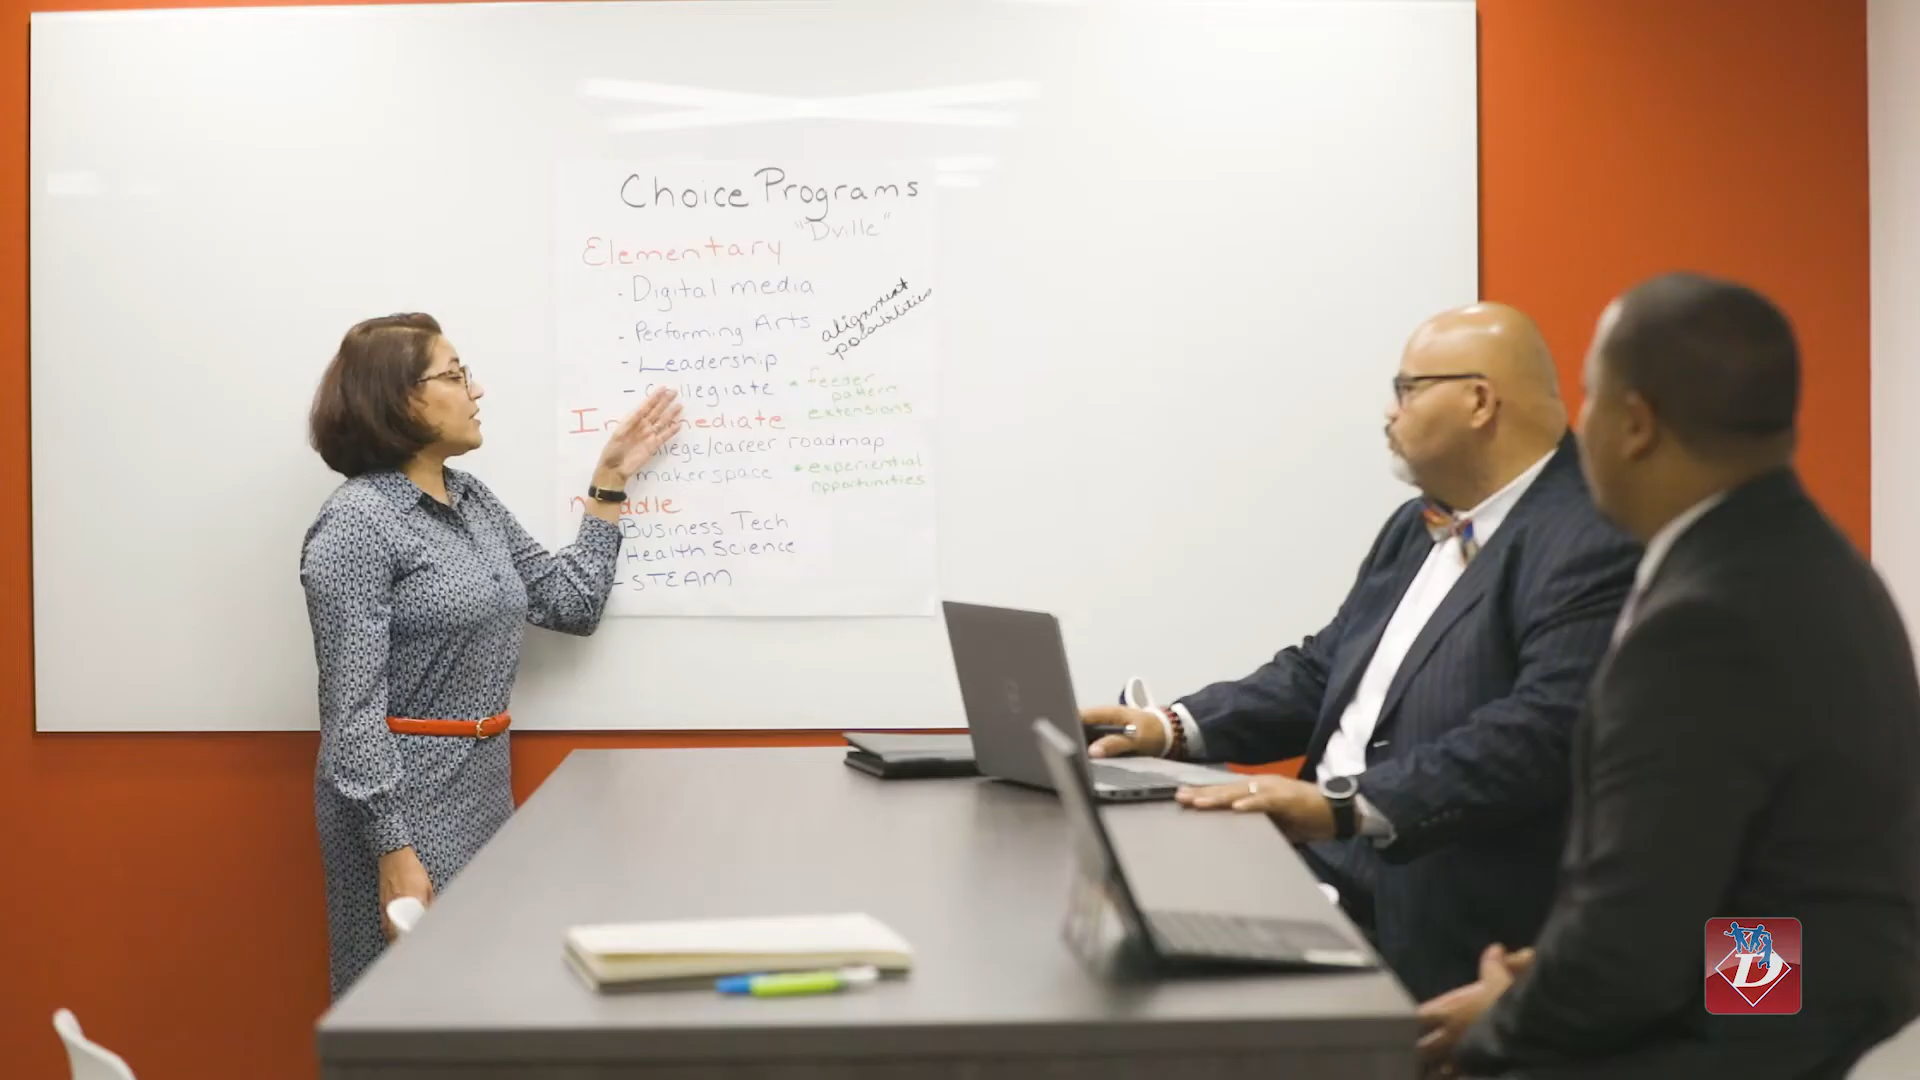 Choice Programs
"Dville"
Elementary
- Digital media
- Performing Arts
- Leadership
alignment
possibilities
- Collegiate
• feeder
pattern
extensions
In mediate
llege/career roadmap
makerspace
• experiential
opportunities
ddle
Business Tech
Health Science
- STEAM
D